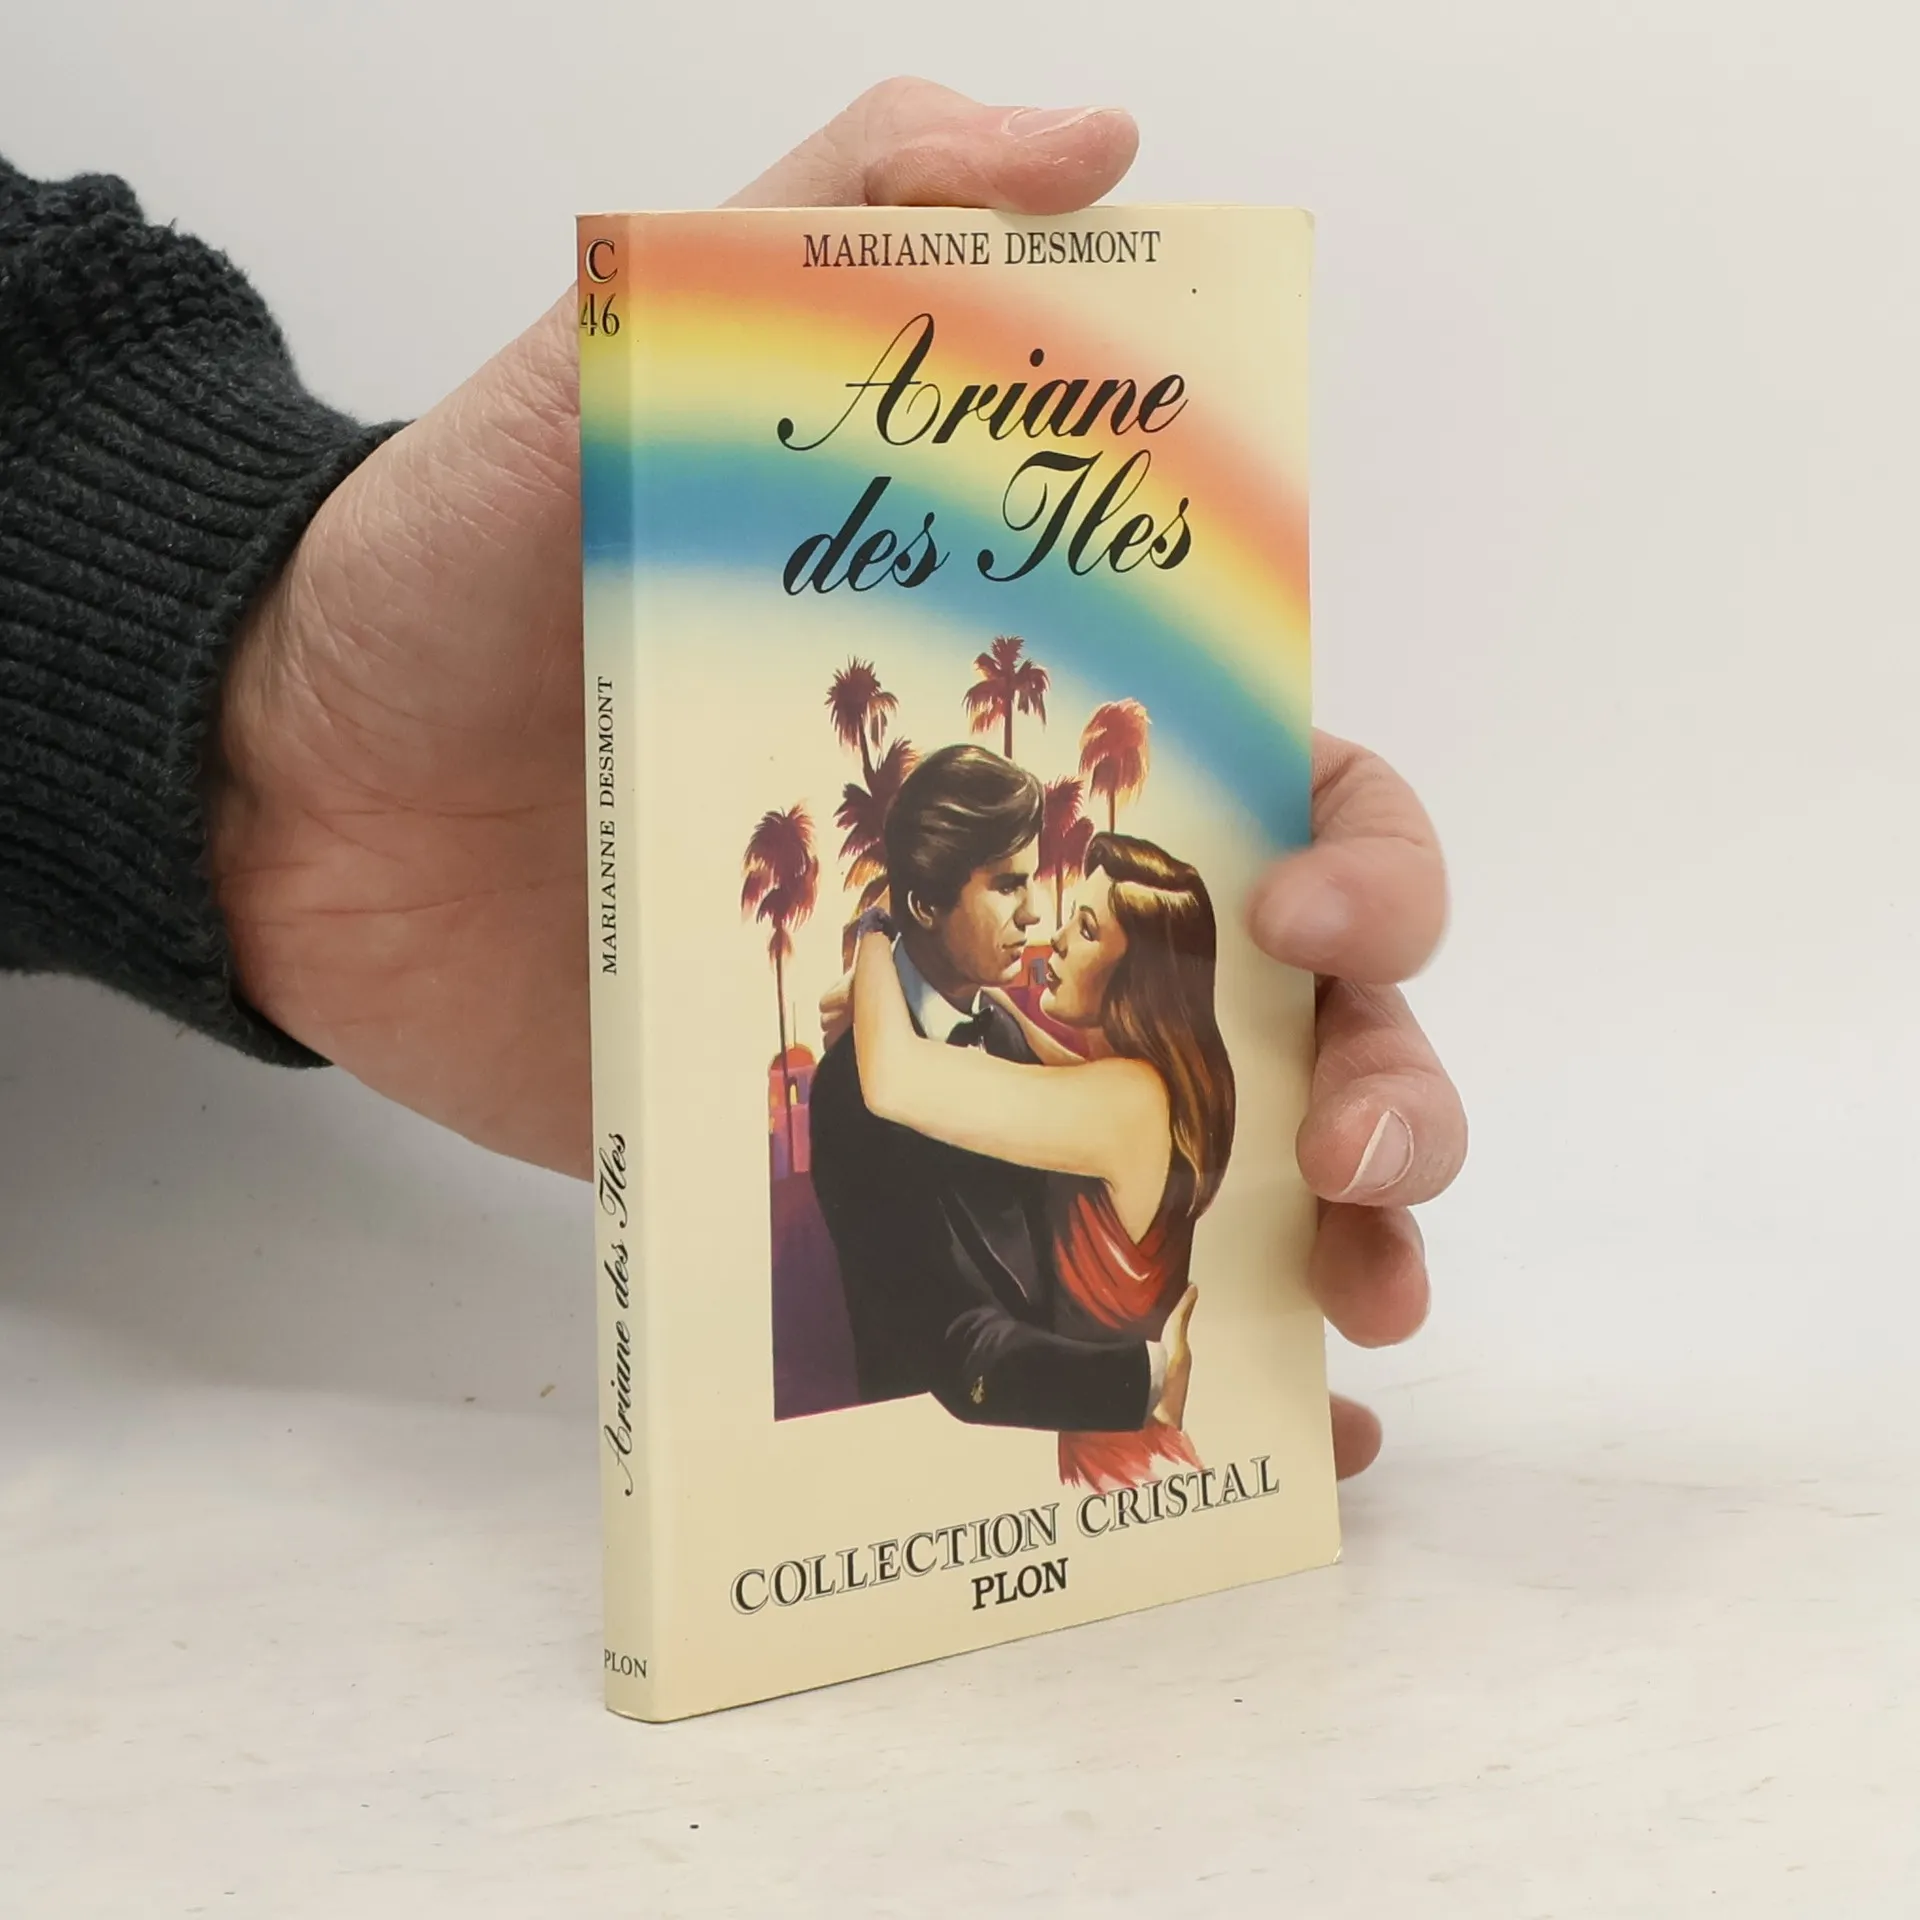 MARIANNE DESMONT
Ariane
des Iles
COLLECTION CRISTAL
PLON
C
46
MARIANNE DESMONT
Ariane des Iles
PLON